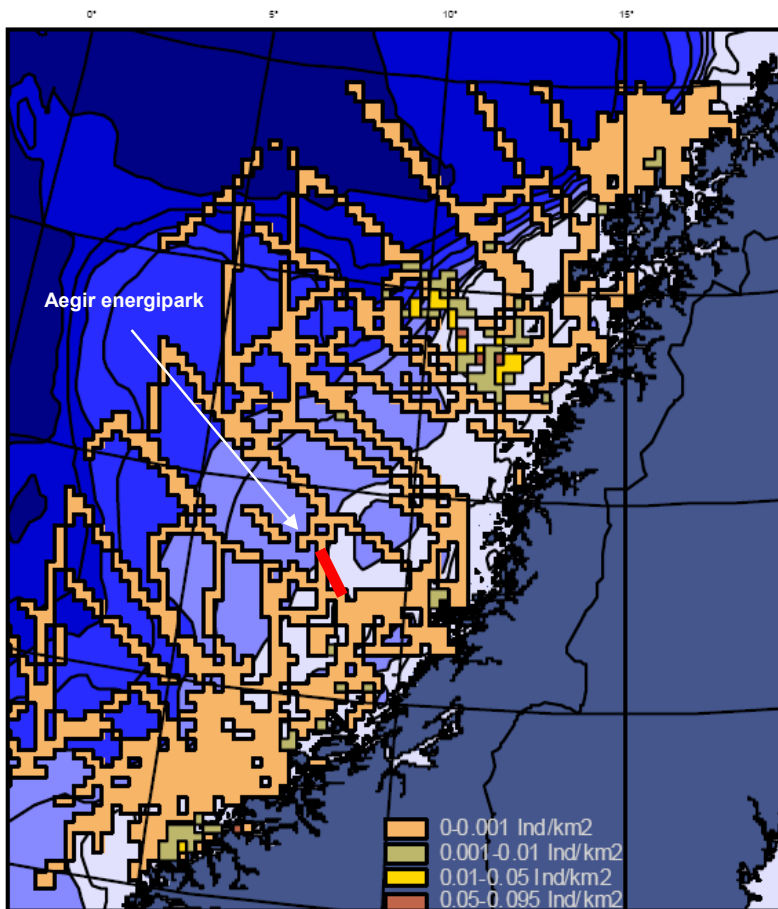 0° 5° 10° 15°
Aegir energipark
0-0.001 Ind/km2
0.001-0.01 Ind/km2
0.01-0.05 Ind/km2
0.05-0.095 Ind/km2